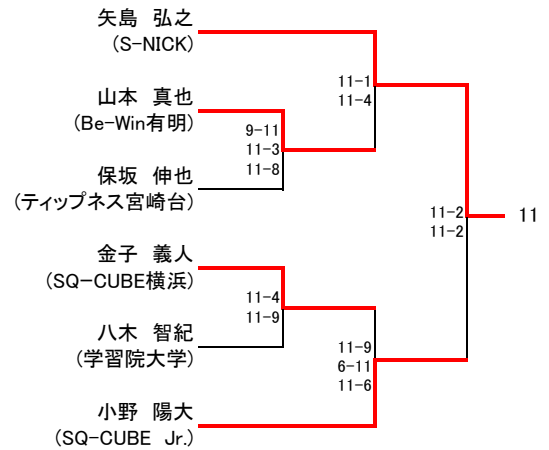 矢島 弘之
(S-NICK)
11-1
11-4
山本 真也
(Be-Win有明)
9-11
11-3
11-8
保坂 伸也
(ティップネス宮崎台)
11-2
11-2
11
金子 義人
(SQ-CUBE横浜)
11-4
11-9
八木 智紀
(学習院大学)
11-9
6-11
11-6
小野 陽大
(SQ-CUBE Jr.)